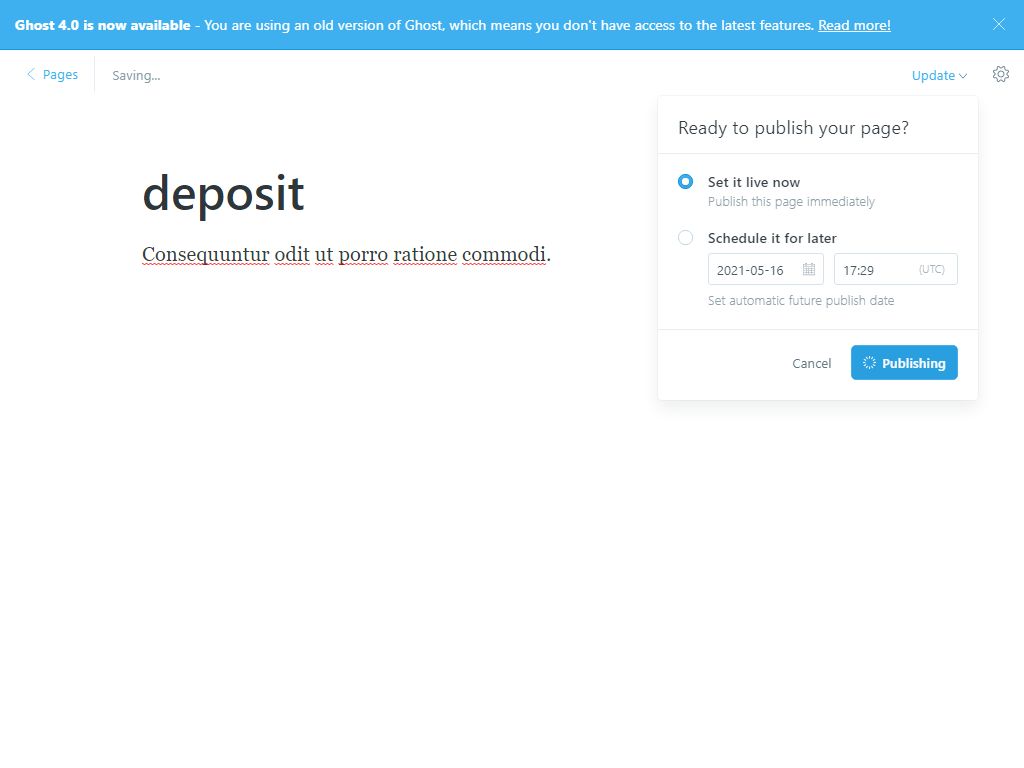 Ghost 4.0 is now available - You are using an old version of Ghost, which means you don't have access to the latest features. Read more!
Pages
Saving...
Update
Ready to publish your page?
deposit
Consequuntur odit ut porro ratione commodi.
Set it live now
Publish this page immediately
Schedule it for later
2021-05-16
17:29 (UTC)
Set automatic future publish date
Cancel
Publishing